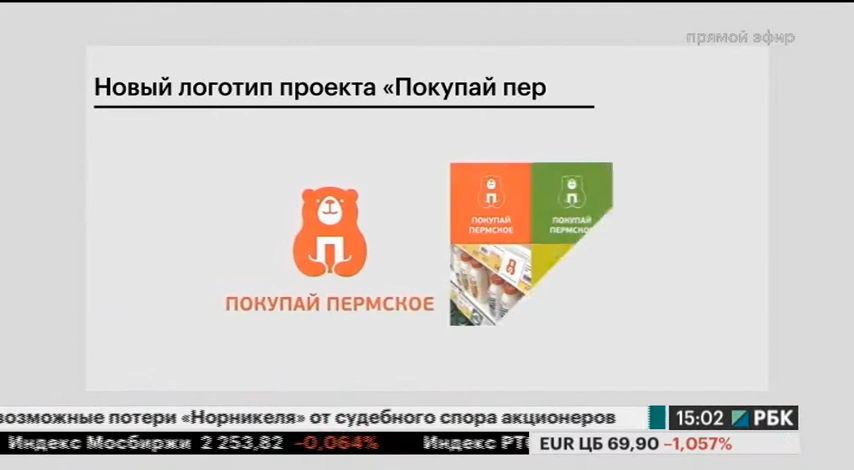 прямой эфир
Новый логотип проекта «Покупай пер
ПОКУПАЙ
ПЕРМСКОЕ
ПОКУПАЙ
ПЕРМСКОЕ
П
ПОКУПАЙ ПЕРМСКОЕ
возможные потери «Норникеля» от судебного спора акционеров
15:02 РБК
Индекс Мосбиржи 2 253,82 -0,064% Индекс РТ
EUR ЦБ 69,90 -1,057%